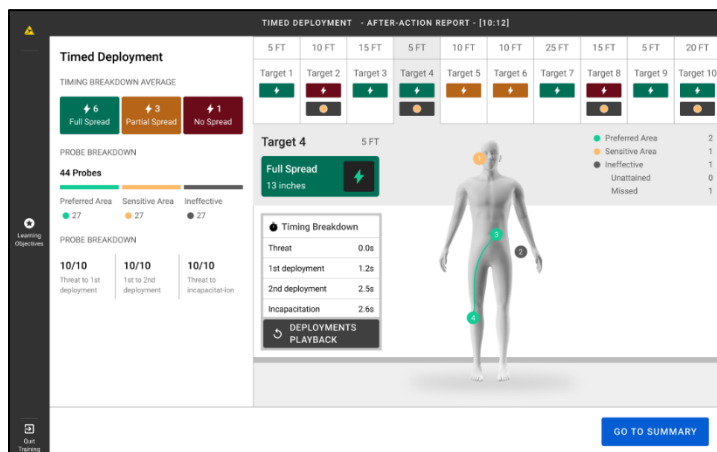 TIMED DEPLOYMENT - AFTER-ACTION REPORT - [10:12]
Learning
Objectives
Quit
Training
Timed Deployment
TIMING BREAKDOWN AVERAGE
6
Full Spread
3
Partial Spread
1
No Spread
PROBE BREAKDOWN
44 Probes
Preferred Area Sensitive Area Ineffective
27 27 27
PROBE BREAKDOWN
10/10 10/10 10/10
Threat to 1st
deployment
1st to 2nd
deployment
Threat to
incapacitat-ion
5 FT 10 FT 15 FT 5 FT 10 FT 10 FT 25 FT 15 FT 5 FT 20 FT
Target 1 Target 2 Target 3 Target 4 Target 5 Target 6 Target 7 Target 8 Target 9 Target 10
Target 4 5 FT
Full Spread
13 inches
Timing Breakdown
Threat 0.0s
1st deployment 1.2s
2nd deployment 2.5s
Incapacitation 2.6s
DEPLOYMENTS
PLAYBACK
1
2
3
4
Preferred Area 2
Sensitive Area 1
Ineffective 1
Unattained 0
Missed 1
GO TO SUMMARY